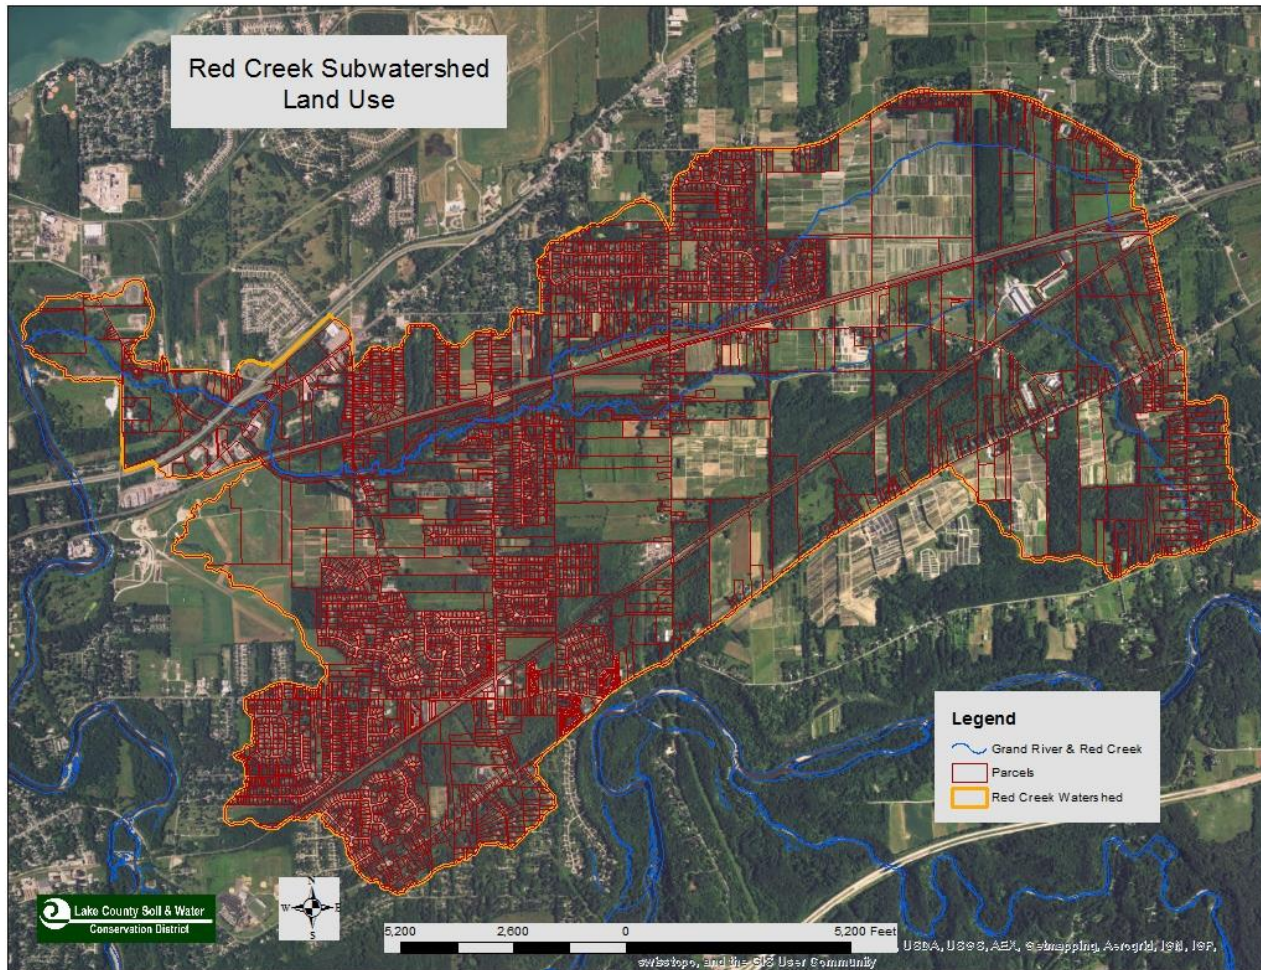 Red Creek Subwatershed
Land Use
Legend
Grand River & Red Creek
Parcels
Red Creek Watershed
Lake County Soil & Water
Conservation District
N
W E
S
5,200 2,600 0 5,200 Feet
, USDA, USGS, AEX, Getmapping, Aerogrid, IGN, IGP,
swisstopo, and the GIS User Community